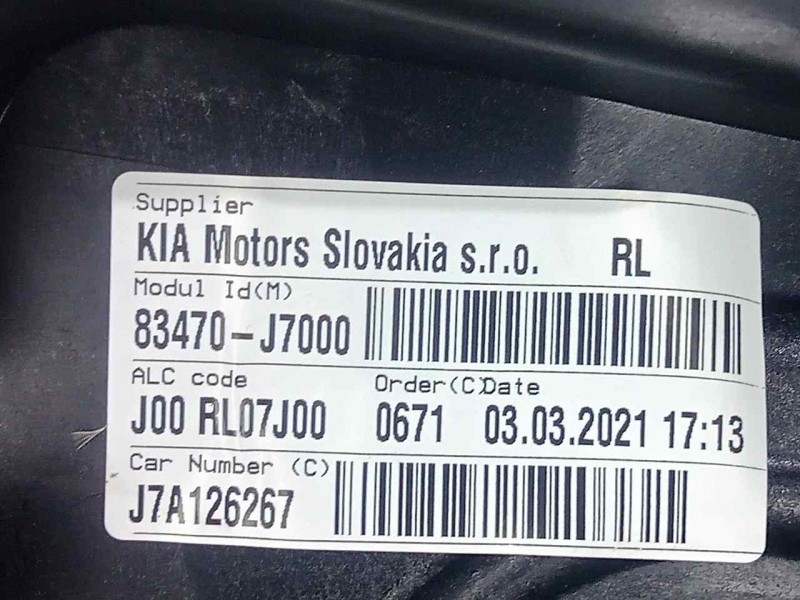 Supplier
KIA Motors Slovakia s.r.o. RL
Modul Id(M)
83470-J7000
ALC code Order(C)Date
J00 RL07J00 0671 03.03.2021 17:13
Car Number (C)
J7A126267